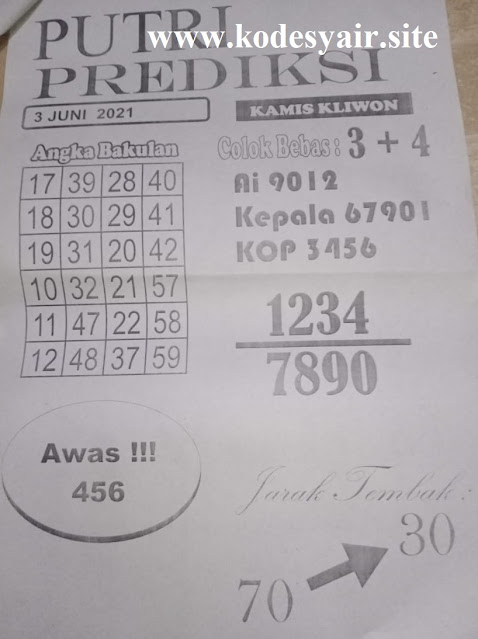 www.kodesyair.site
PUTRI
PREDIKSI
3 JUNI 2021
KAMIS KLIWON
Angka Bakulan
17 39 28 40
18 30 29 41
19 31 20 42
10 32 21 57
11 47 22 58
12 48 37 59
Colok Bebas : 3 + 4
Ai 9012
Kepala 67901
KOP 3456
1234
7890
Awas !!!
456
Jarak Tembak :
30
70